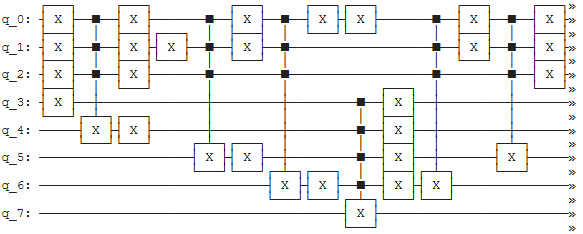 »
q_0: X X X X X X X »
»
q_1: X X X X X X »
»
q_2: X X X »
»
q_3: X X »
»
q_4: X X X »
»
q_5: X X X X »
»
q_6: X X X X »
»
q_7: X »
»